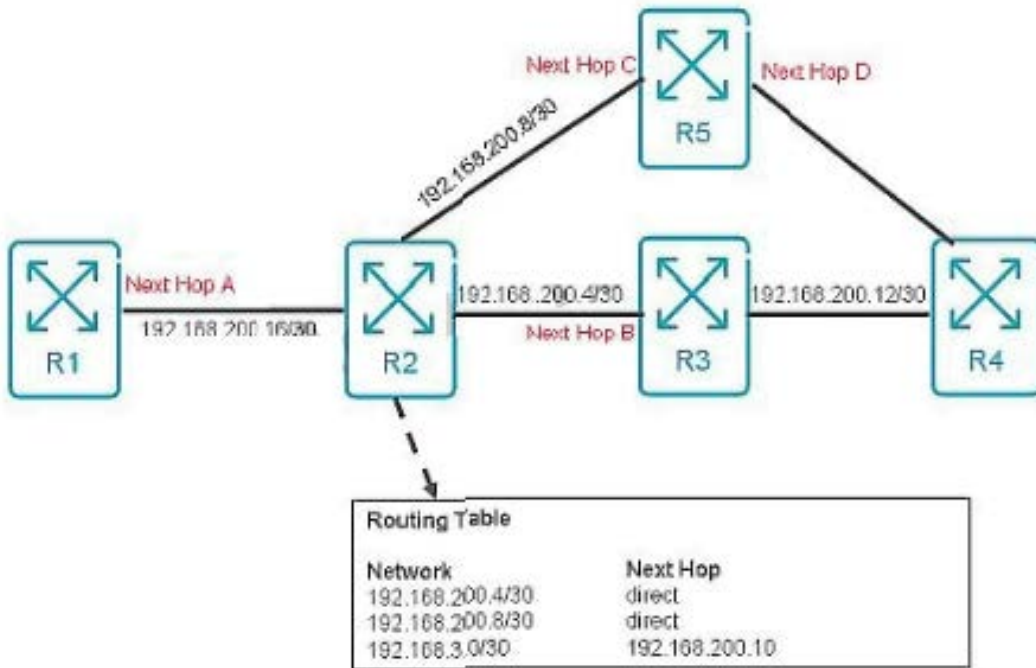 Next Hop C
R5
Next Hop D
192.168.200.8/30
R1
Next Hop A
192.168.200.16/30
R2
192.168.200.4/30
Next Hop B
R3
192.168.200.12/30
R4
Routing Table
Network Next Hop
192.168.200.4/30 direct
192.168.200.8/30 direct
192.168.3.0/30 192.168.200.10